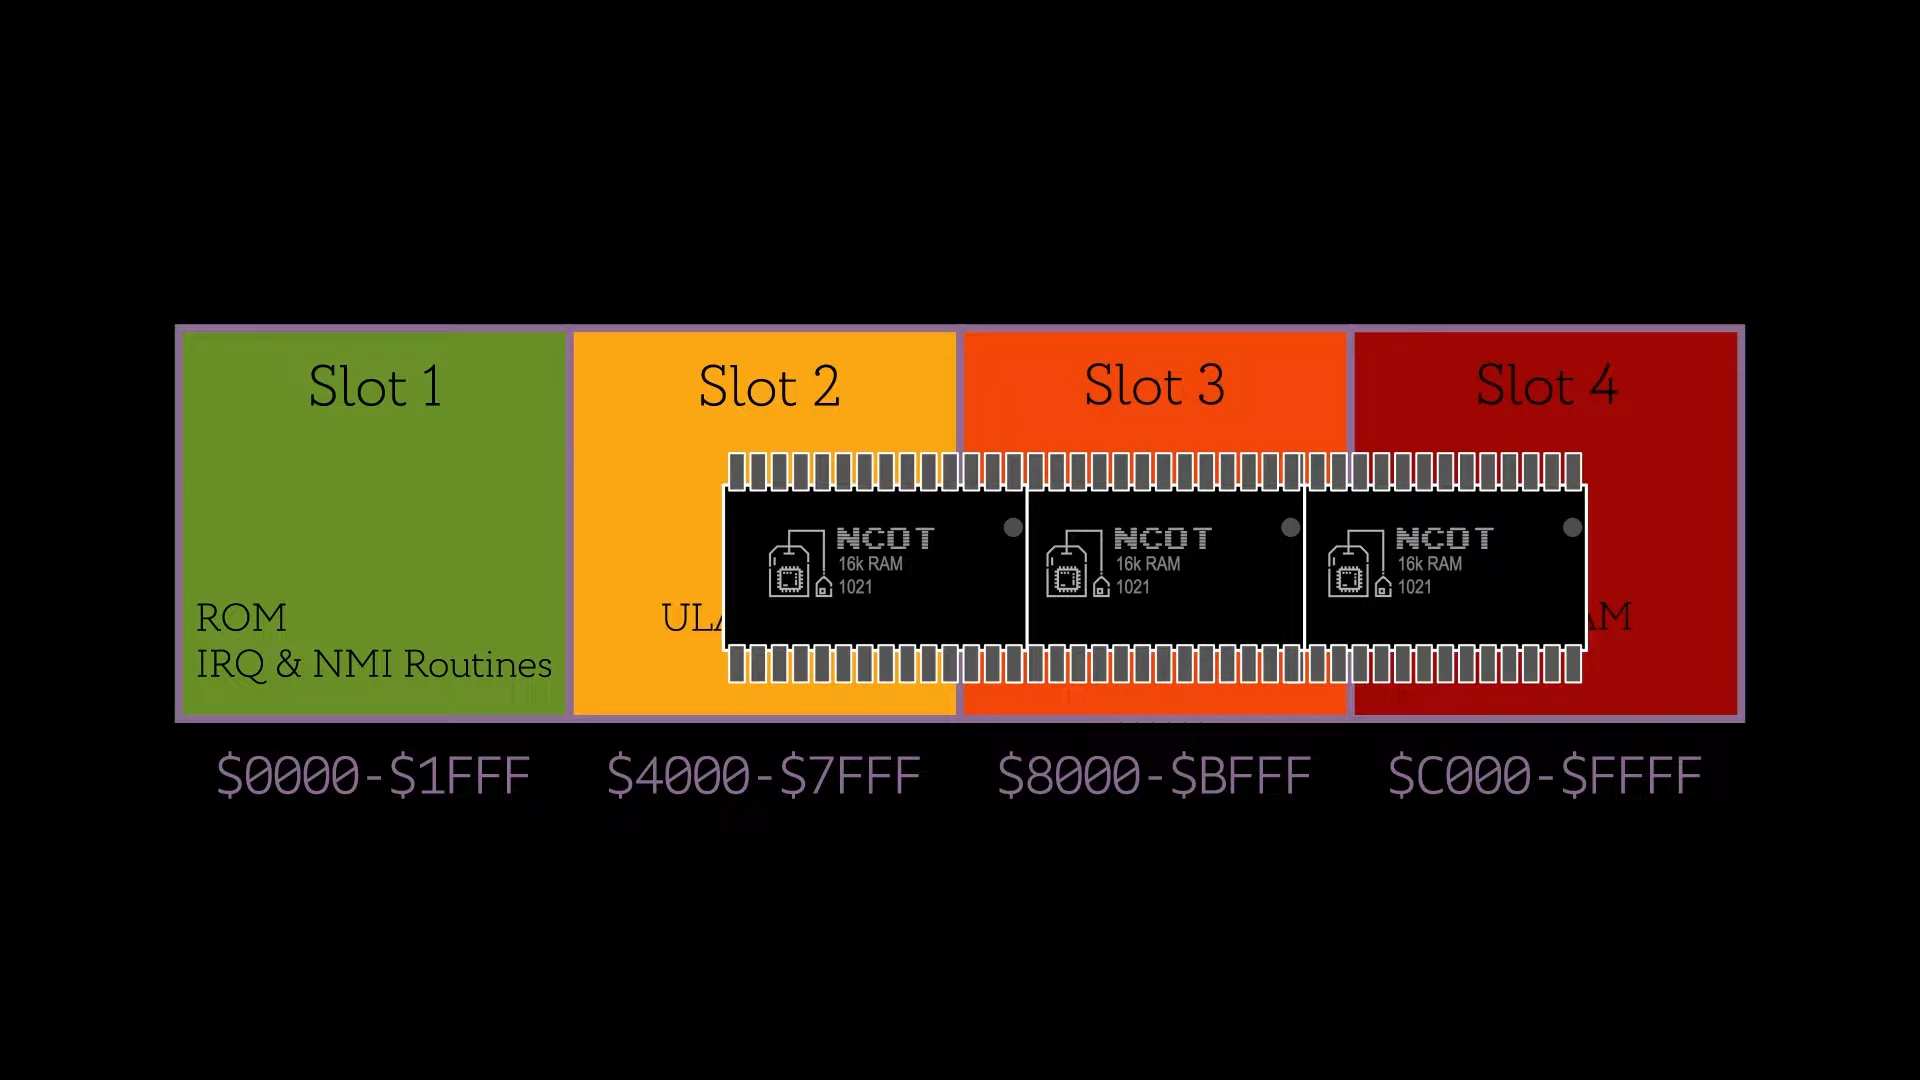 Slot 1
Slot 2
Slot 3
Slot 4
NCOT
16k RAM
1021
NCOT
16k RAM
1021
NCOT
16k RAM
1021
ROM
IRQ & NMI Routines
$0000-$1FFF
$4000-$7FFF
$8000-$BFFF
$C000-$FFFF